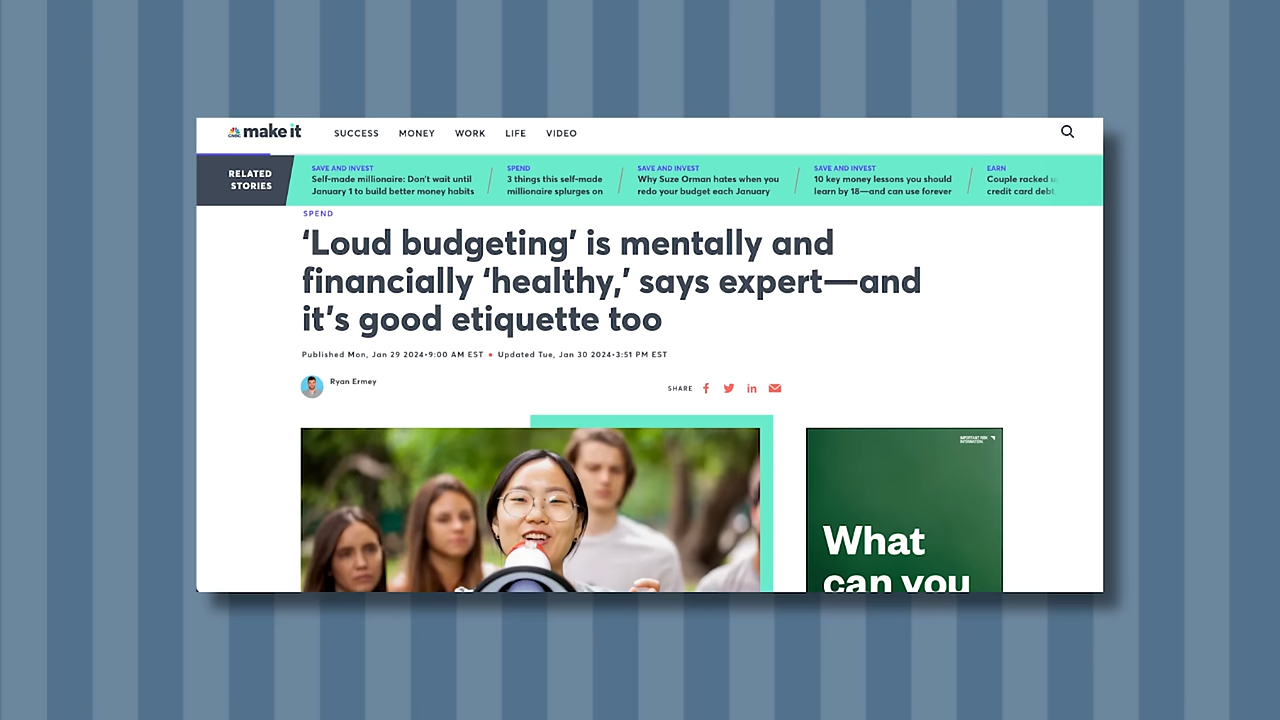 CNBC make it
SUCCESS MONEY WORK LIFE VIDEO
RELATED
STORIES
SAVE AND INVEST
Self-made millionaire: Don't wait until
January 1 to build better money habits
SPEND
3 things this self-made
millionaire splurges on
SAVE AND INVEST
Why Suze Orman hates when you
redo your budget each January
SAVE AND INVEST
10 key money lessons you should
learn by 18—and can use forever
EARN
Couple racked
credit card debt
SPEND
‘Loud budgeting’ is mentally and
financially ‘healthy,’ says expert—and
it’s good etiquette too
Published Mon, Jan 29 2024•9:00 AM EST • Updated Tue, Jan 30 2024•3:51 PM EST
Ryan Ermey
SHARE
IMPORTANT RISK
INFORMATION
What
can you